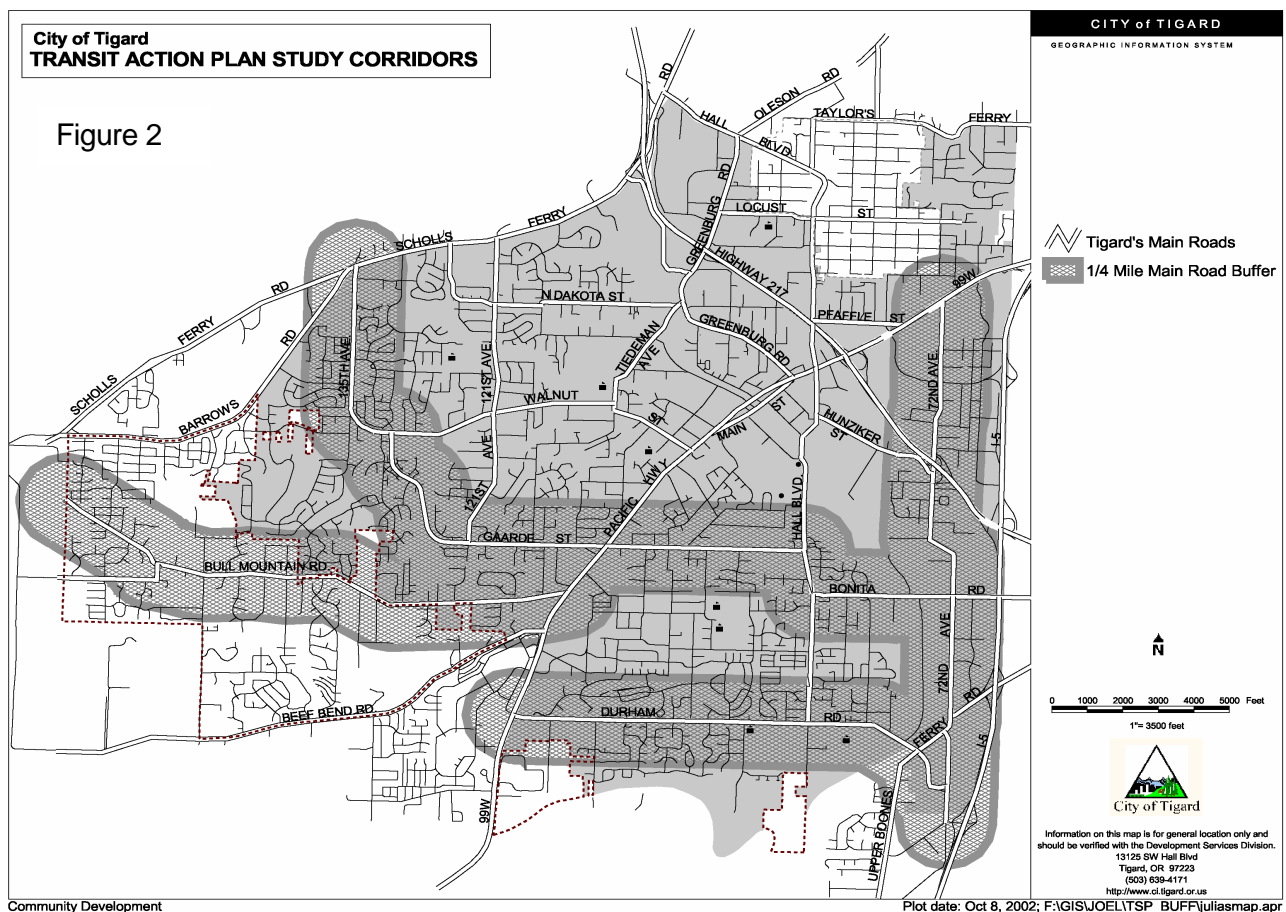 City of Tigard
TRANSIT ACTION PLAN STUDY CORRIDORS
Figure 2
CITY of TIGARD
GEOGRAPHIC INFORMATION SYSTEM
Tigard's Main Roads
1/4 Mile Main Road Buffer
RD
HALL
BLVD
OLESON RD
TAYLOR'S
FERRY
GREENBURG
RD
LOCUST
ST
SCHOLLS
FERRY
RD
FERRY
SCHOLLS
HIGHWAY 217
99W
N DAKOTA ST
PFAFFLE ST
GREENBURG RD
TIEDEMAN
AVE
RD
BARROWS
135TH AVE
121ST AVE
72ND AVE
WALNUT
ST
MAIN
ST
HUNZIKER
ST
I-5
AVE
121ST
PACIFIC
HWY
HALL BLVD
GAARDE ST
BULL MOUNTAIN RD
BONITA
RD
72ND
AVE
BEEF BEND RD
DURHAM
RD
FERRY
RD
I-5
99W
UPPER BOONES
N
0 1000 2000 3000 4000 5000 Feet
1"= 3500 feet
City of Tigard
Information on this map is for general location only and
should be verified with the Development Services Division.
13125 SW Hall Blvd
Tigard, OR 97223
(503) 639-4171
http://www.ci.tigard.or.us
Community Development
Plot date: Oct 8, 2002; F:\GIS\JOEL\TSP_BUFF\juliasmap.apr